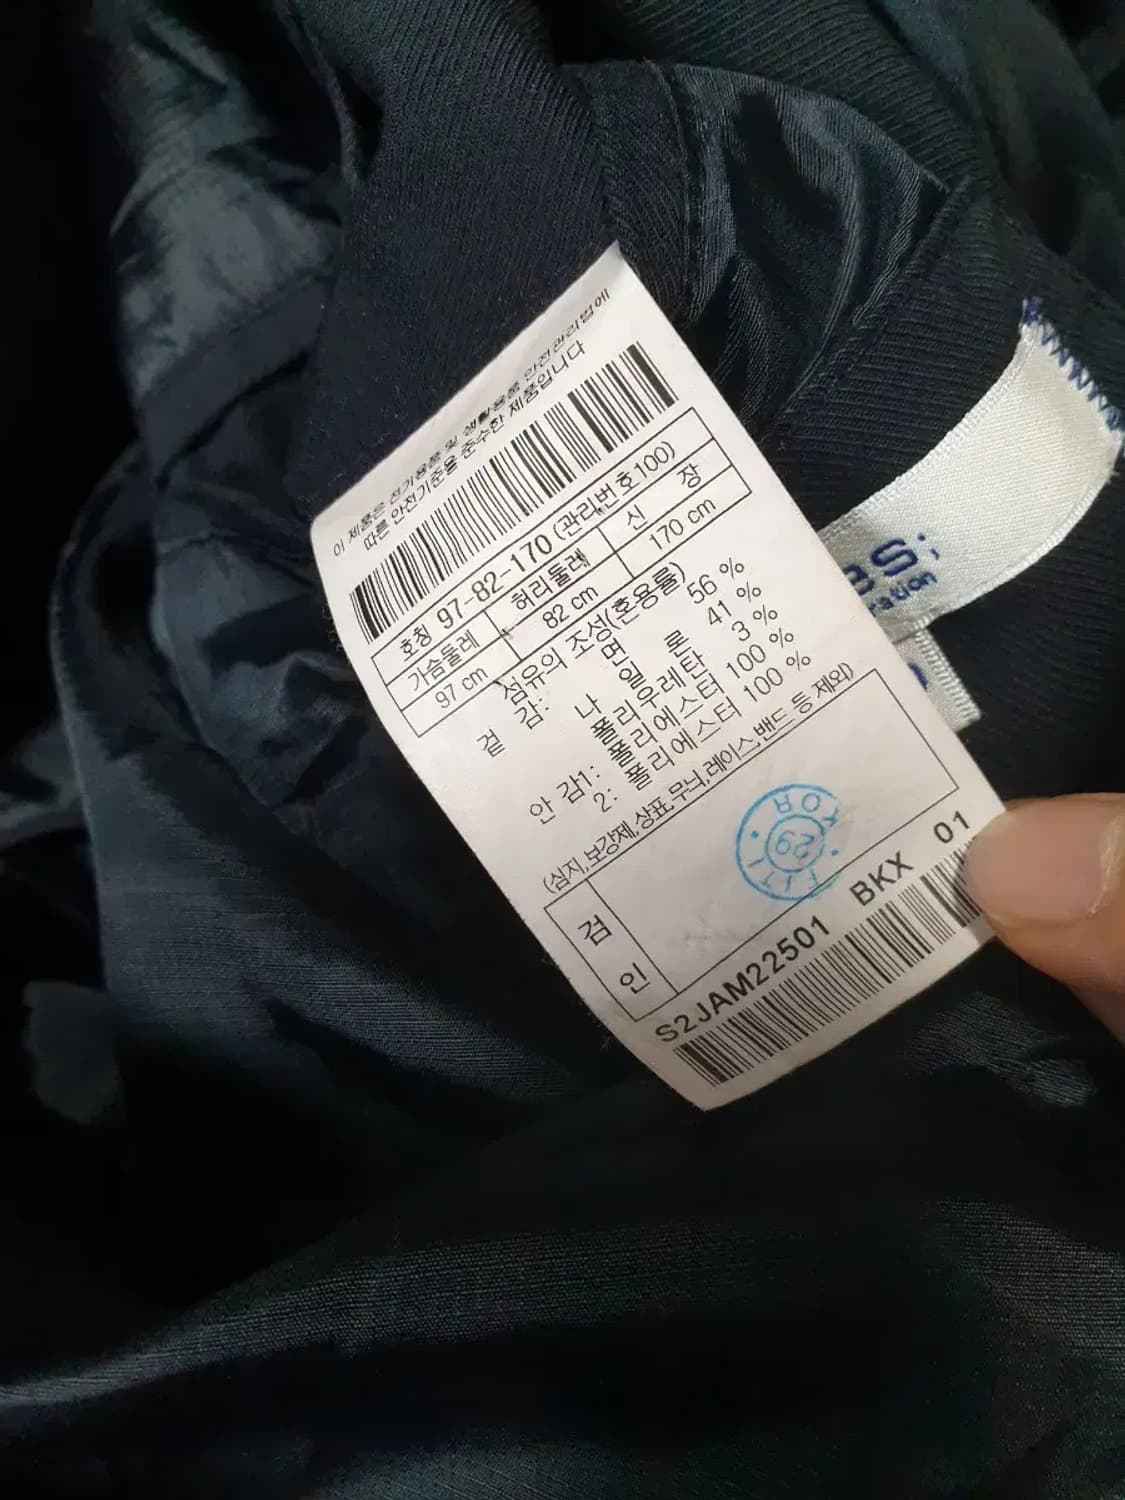 이 제품은 전기용품 및 생활용품 안전관리법에
따른 안전기준을 준수한 제품입니다
호칭 97-82-170 (관리번호100)
가슴둘레 허리둘레 신 장
97 cm 82 cm 170 cm
섬유의 조성(혼용률)
겉 감: 면 56 %
나 일 론 41 %
폴리우레탄 3 %
안 감1: 폴리에스터 100 %
2: 폴리에스터 100 %
(심지,보강제,상표,무늬,레이스,밴드 등 제외)
검 인
FITI
29
S2JAM22501 BKX 01
es;